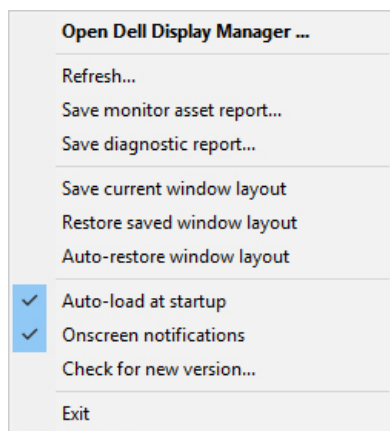 Open Dell Display Manager ...
Refresh...
Save monitor asset report...
Save diagnostic report...
Save current window layout
Restore saved window layout
Auto-restore window layout
Auto-load at startup
Onscreen notifications
Check for new version...
Exit